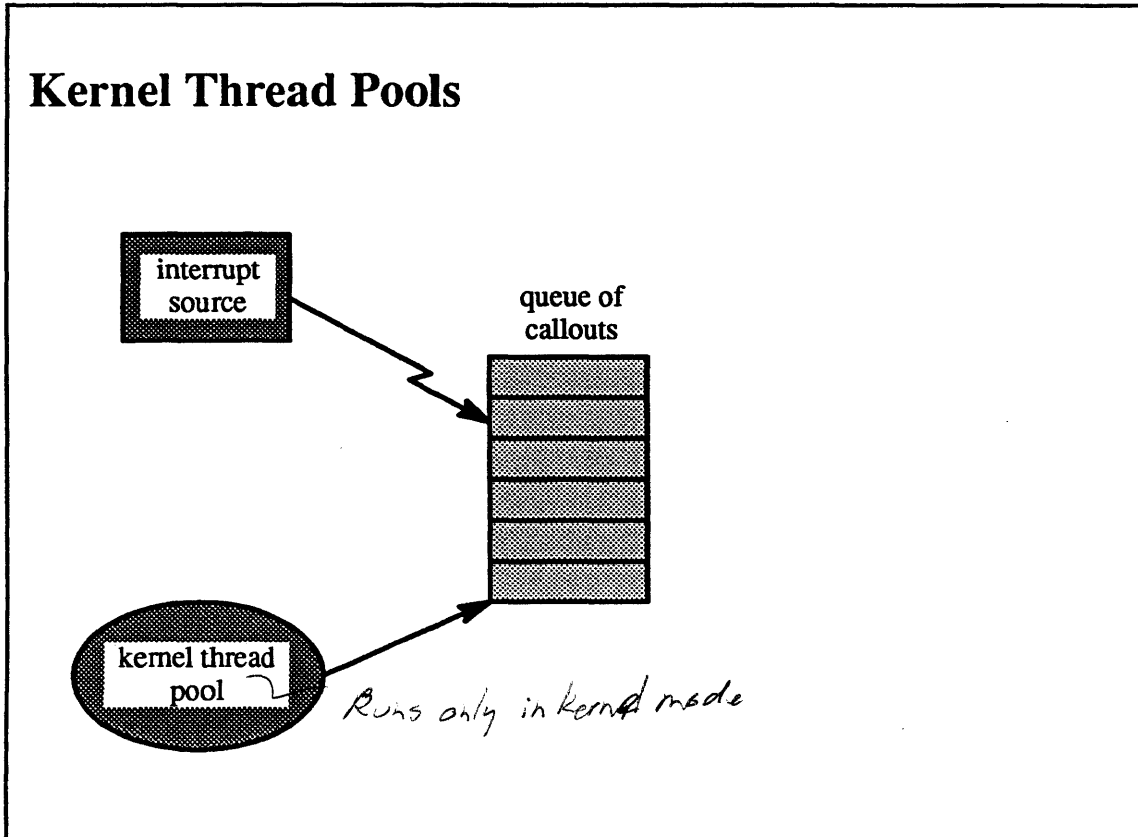 Kernel Thread Pools
interrupt
source
queue of
callouts
kernel thread
pool
Runs only in kernel mode